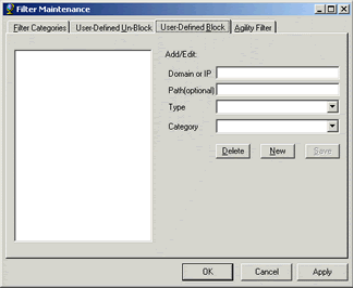 Filter Maintenance
Filter Categories User-Defined Un-Block User-Defined Block Agility Filter
Add/Edit:
Domain or IP
Path(optional)
Type
Category
Delete New Save
OK Cancel Apply